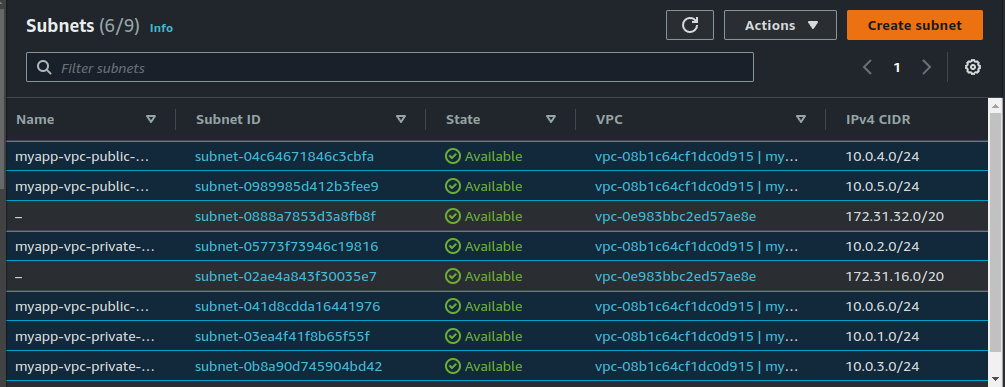 Subnets (6/9) Info Actions Create subnet
Filter subnets 1
Name Subnet ID State VPC IPv4 CIDR
myapp-vpc-public-... subnet-04c64671846c3cbfa Available vpc-08b1c64cf1dc0d915 | my... 10.0.4.0/24
myapp-vpc-public-... subnet-0989985d412b3fee9 Available vpc-08b1c64cf1dc0d915 | my... 10.0.5.0/24
– subnet-0888a7853d3a8fb8f Available vpc-0e983bbc2ed57ae8e 172.31.32.0/20
myapp-vpc-private-... subnet-05773f73946c19816 Available vpc-08b1c64cf1dc0d915 | my... 10.0.2.0/24
– subnet-02ae4a843f30035e7 Available vpc-0e983bbc2ed57ae8e 172.31.16.0/20
myapp-vpc-public-... subnet-041d8cdda16441976 Available vpc-08b1c64cf1dc0d915 | my... 10.0.6.0/24
myapp-vpc-private-... subnet-03ea4f41f8b65f55f Available vpc-08b1c64cf1dc0d915 | my... 10.0.1.0/24
myapp-vpc-private-... subnet-0b8a90d745904bd42 Available vpc-08b1c64cf1dc0d915 | my... 10.0.3.0/24